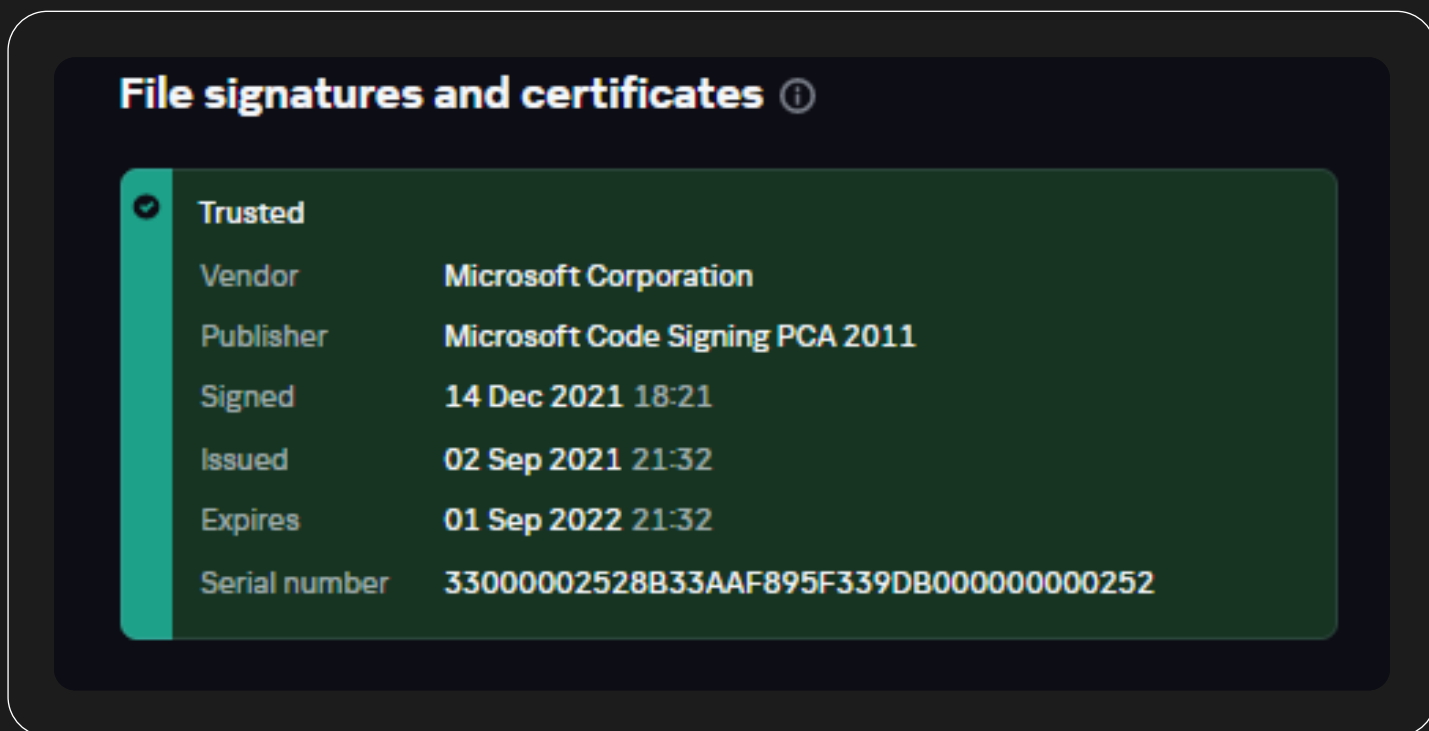 File signatures and certificates
Trusted
Vendor Microsoft Corporation
Publisher Microsoft Code Signing PCA 2011
Signed 14 Dec 2021 18:21
Issued 02 Sep 2021 21:32
Expires 01 Sep 2022 21:32
Serial number 33000002528B33AAF895F339DB000000000252